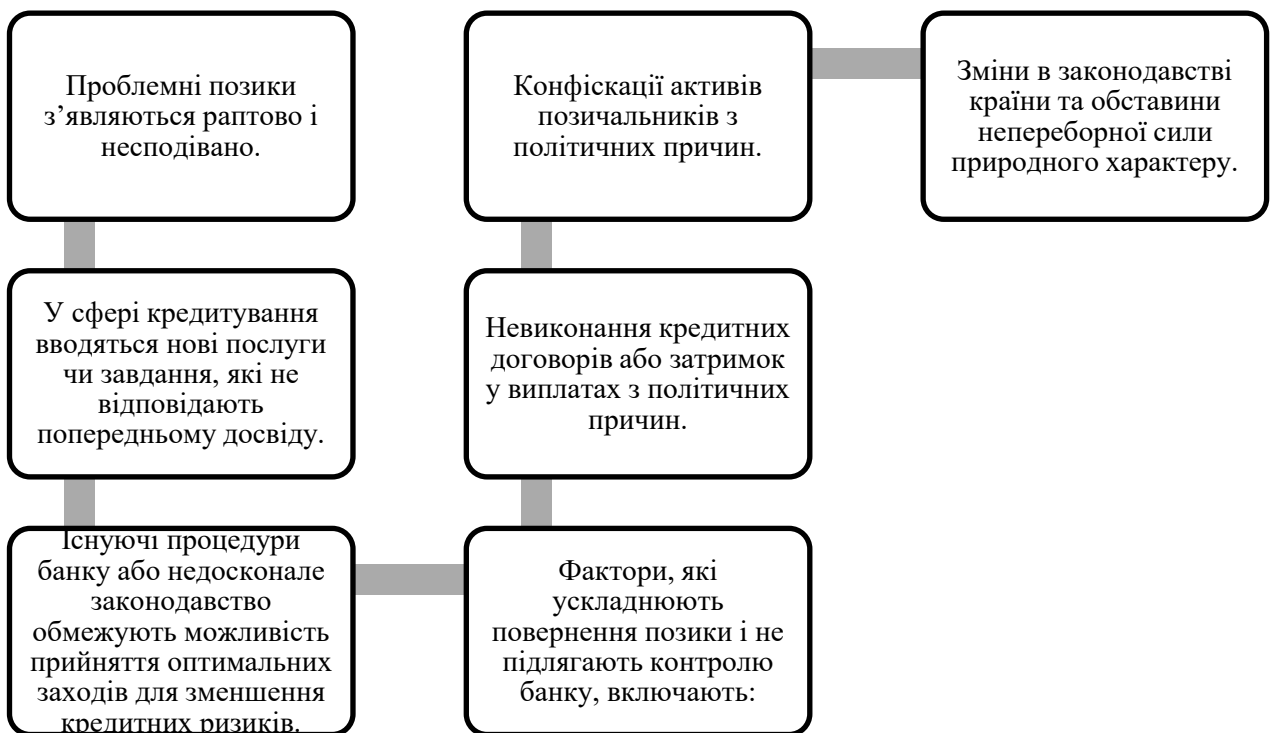 Проблемні позики
з’являються раптово і
несподівано.
У сфері кредитування
вводяться нові послуги
чи завдання, які не
відповідають
попередньому досвіду.
Існуючі процедури
банку або недосконале
законодавство
обмежують можливість
прийняття оптимальних
заходів для зменшення
кредитних ризиків.
Фактори, які
ускладнюють
повернення позики і не
підлягають контролю
банку, включають:
Невиконання кредитних
договорів або затримок
у виплатах з політичних
причин.
Конфіскації активів
позичальників з
політичних причин.
Зміни в законодавстві
країни та обставини
непереборної сили
природного характеру.